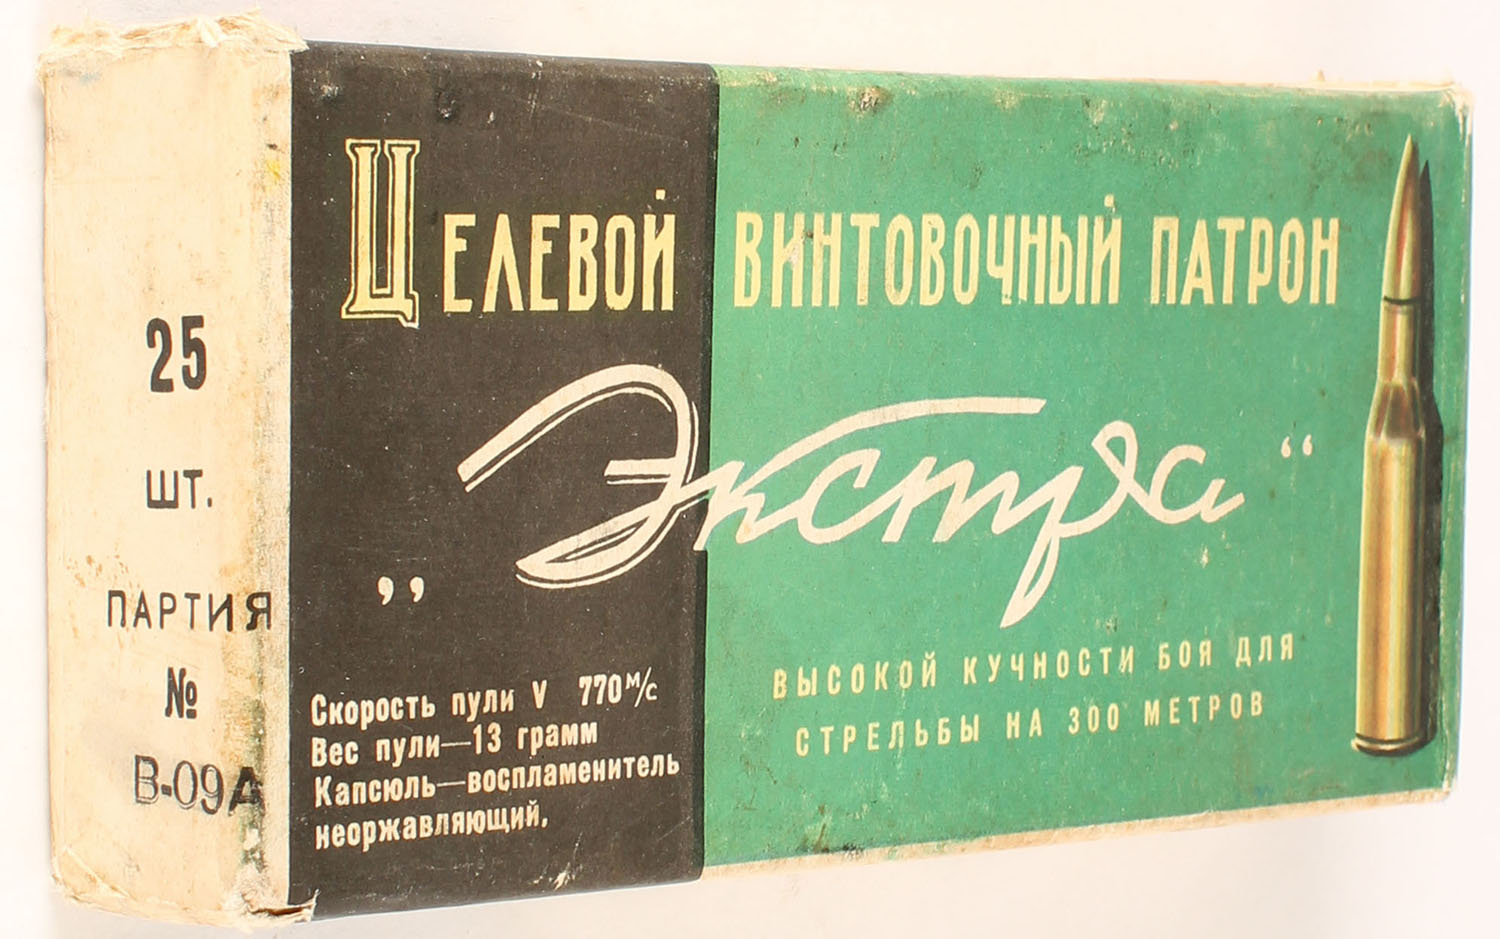 25
ШТ.
ПАРТИЯ
№
В-09А
ЦЕЛЕВОЙ ВИНТОВОЧНЫЙ ПАТРОН
„Экстра“
Скорость пули V 770 м/с
Вес пули—13 грамм
Капсюль—воспламенитель
неоржавляющий.
ВЫСОКОЙ КУЧНОСТИ БОЯ ДЛЯ
СТРЕЛЬБЫ НА 300 МЕТРОВ